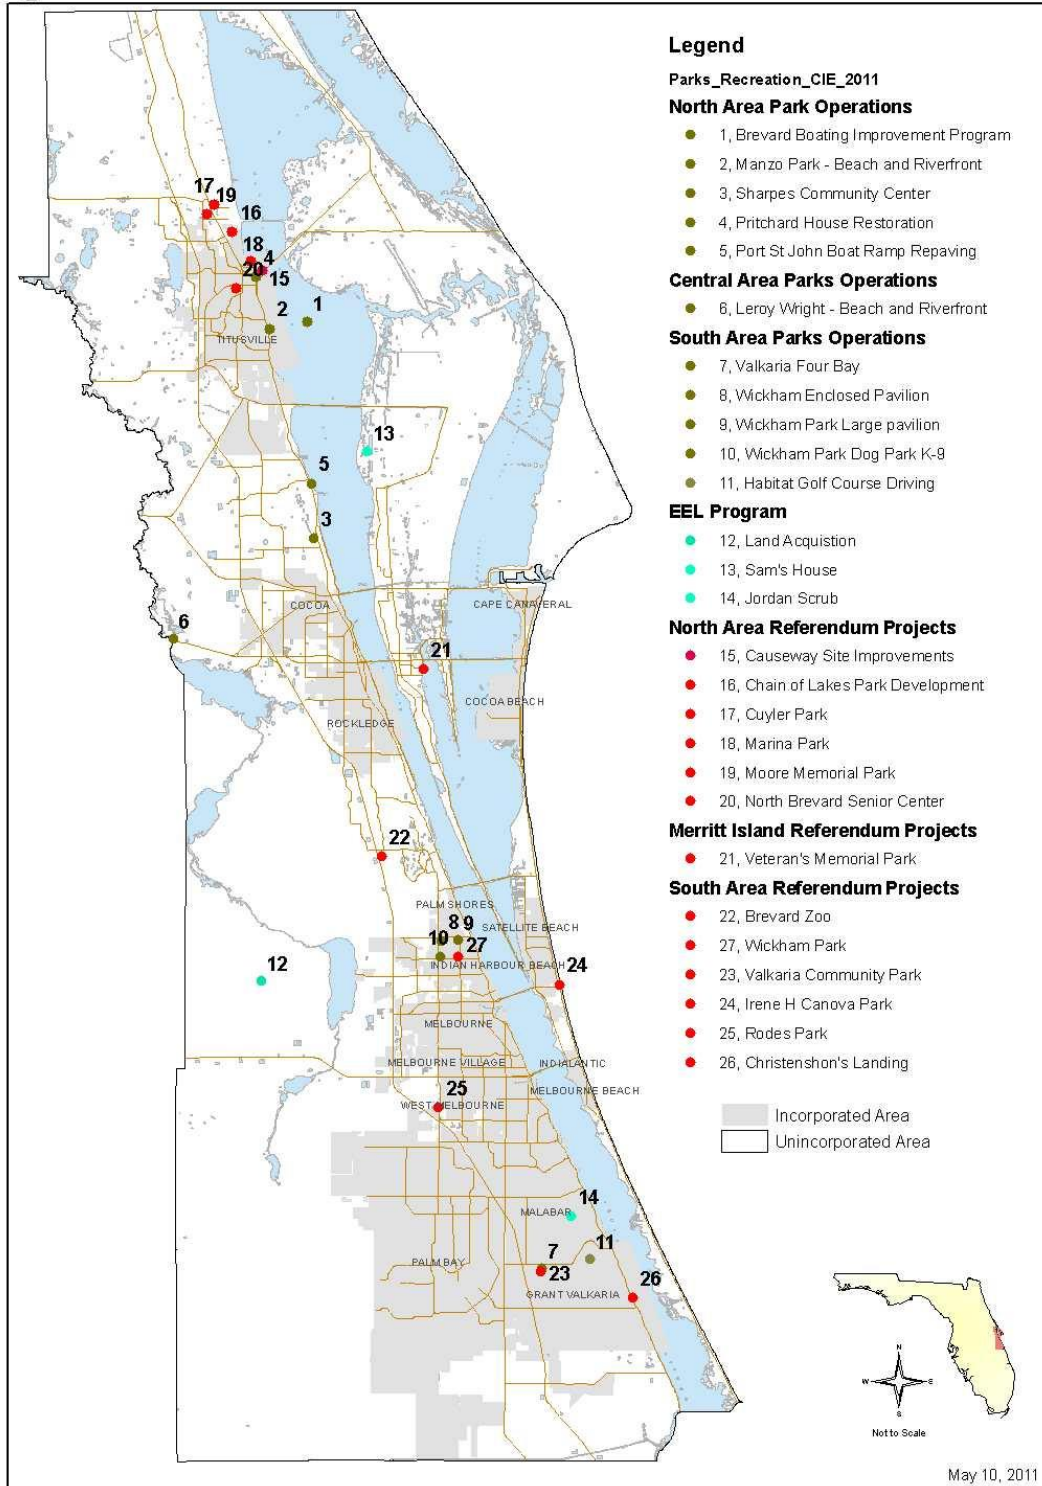 Legend
Parks_Recreation_CIE_2011
North Area Park Operations
1, Brevard Boating Improvement Program
2, Manzo Park - Beach and Riverfront
3, Sharpes Community Center
4, Pritchard House Restoration
5, Port St John Boat Ramp Repaving
Central Area Parks Operations
6, Leroy Wright - Beach and Riverfront
South Area Parks Operations
7, Valkaria Four Bay
8, Wickham Enclosed Pavilion
9, Wickham Park Large pavilion
10, Wickham Park Dog Park K-9
11, Habitat Golf Course Driving
EEL Program
12, Land Acquistion
13, Sam's House
14, Jordan Scrub
North Area Referendum Projects
15, Causeway Site Improvements
16, Chain of Lakes Park Development
17, Cuyler Park
18, Marina Park
19, Moore Memorial Park
20, North Brevard Senior Center
Merritt Island Referendum Projects
21, Veteran's Memorial Park
South Area Referendum Projects
22, Brevard Zoo
27, Wickham Park
23, Valkaria Community Park
24, Irene H Canova Park
25, Rodes Park
26, Christenshon's Landing
Incorporated Area
Unincorporated Area
17
19
16
18
4
20
15
2
1
TITUSVILLE
13
5
3
COCOA
CAPE CANAVERAL
6
21
COCOA BEACH
ROCKLEDGE
22
PALM SHORES
8 9
SATELLITE BEACH
10
27
INDIAN HARBOUR BEACH
24
12
MELBOURNE
MELBOURNE VILLAGE
INDIALANTIC
MELBOURNE BEACH
25
WEST MELBOURNE
14
MALABAR
11
7
PALM BAY
23
26
GRANT VALKARIA
N
W E
S
Not to Scale
May 10, 2011